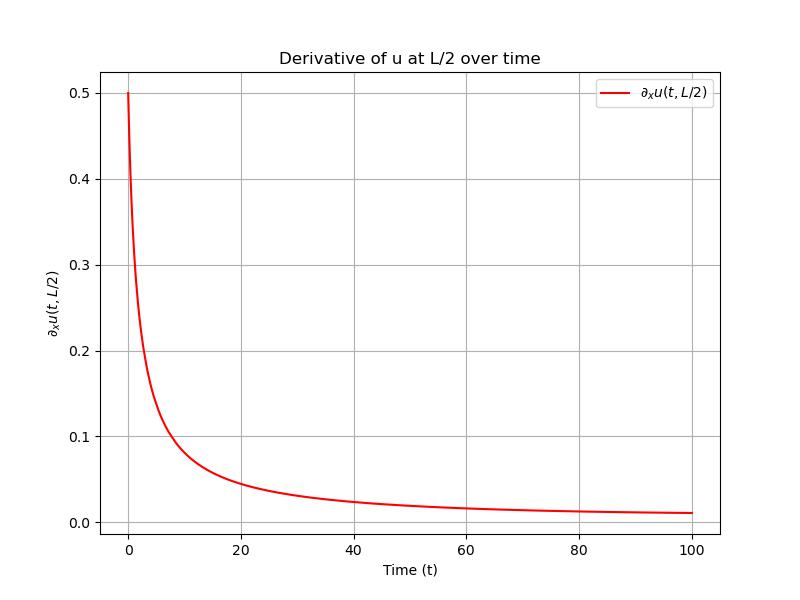 Derivative of u at L/2 over time
∂ₓu(t, L/2)
0.5
0.4
0.3
0.2
0.1
0.0
∂ₓu(t, L/2)
0 20 40 60 80 100
Time (t)